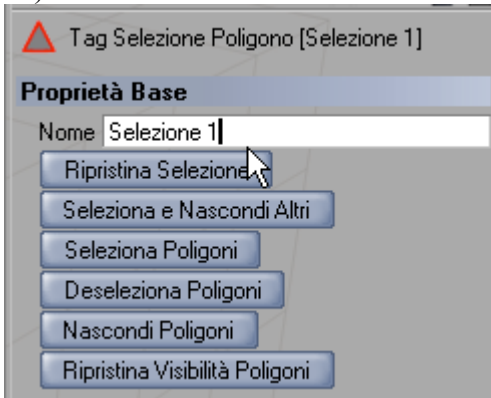 Tag Selezione Poligono [Selezione 1]
Proprietà Base
Nome Selezione 1
Ripristina Selezione
Seleziona e Nascondi Altri
Seleziona Poligoni
Deseleziona Poligoni
Nascondi Poligoni
Ripristina Visibilità Poligoni